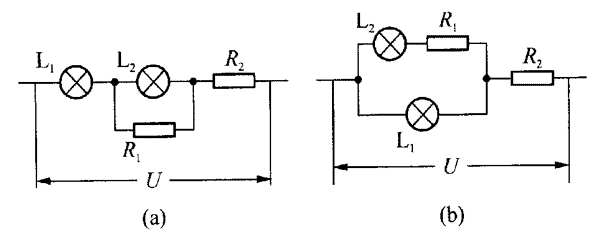 L₁ L₂ R₂
R₁
U
(a)
L₂ R₁
R₂
L₁
U
(b)